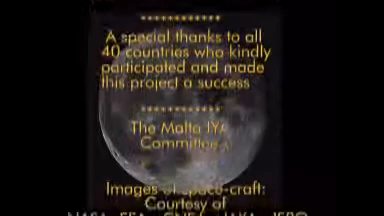 ************
A special thanks to all
40 countries who kindly
participated and made
this project a success
************
The Malta IYA
Committee
Images of space-craft:
Courtesy of